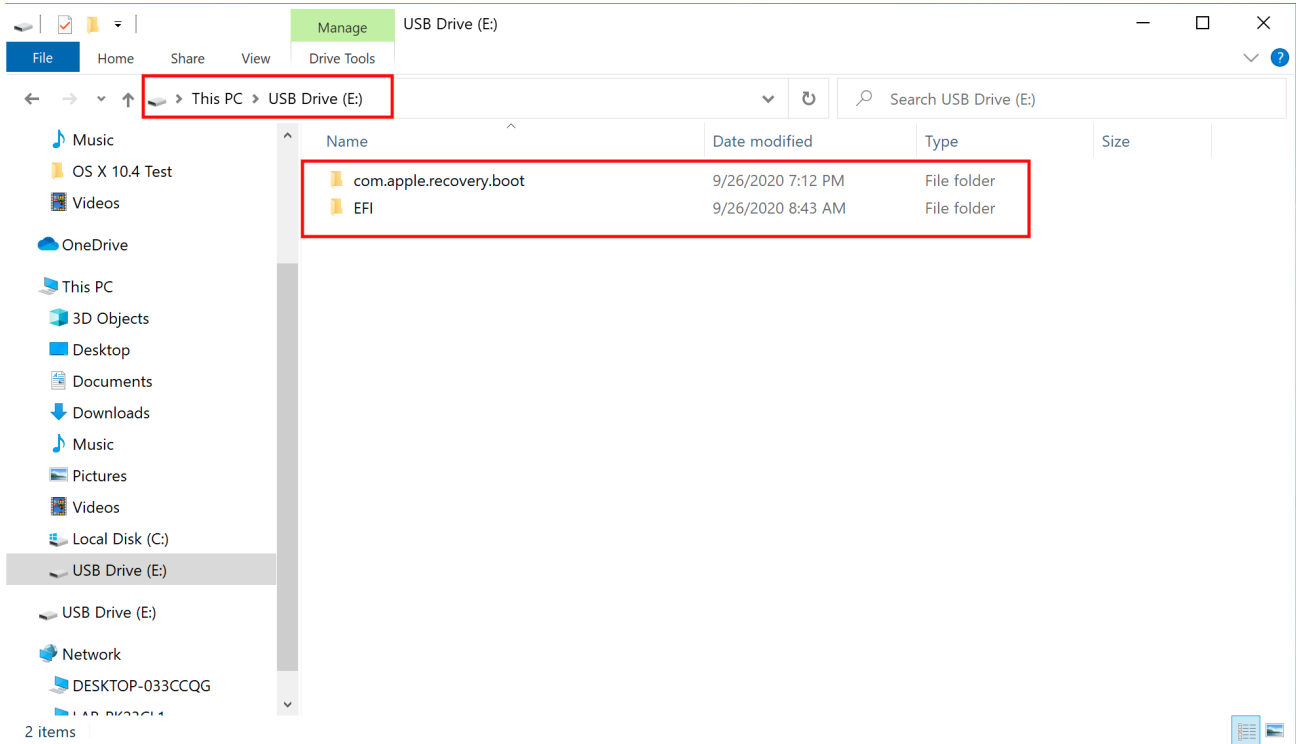 Manage
USB Drive (E:)
File
Home
Share
View
Drive Tools
?
This PC > USB Drive (E:)
Search USB Drive (E:)
Music
OS X 10.4 Test
Videos
OneDrive
This PC
3D Objects
Desktop
Documents
Downloads
Music
Pictures
Videos
Local Disk (C:)
USB Drive (E:)
USB Drive (E:)
Network
DESKTOP-033CCQG
Name Date modified Type Size
com.apple.recovery.boot 9/26/2020 7:12 PM File folder
EFI 9/26/2020 8:43 AM File folder
2 items